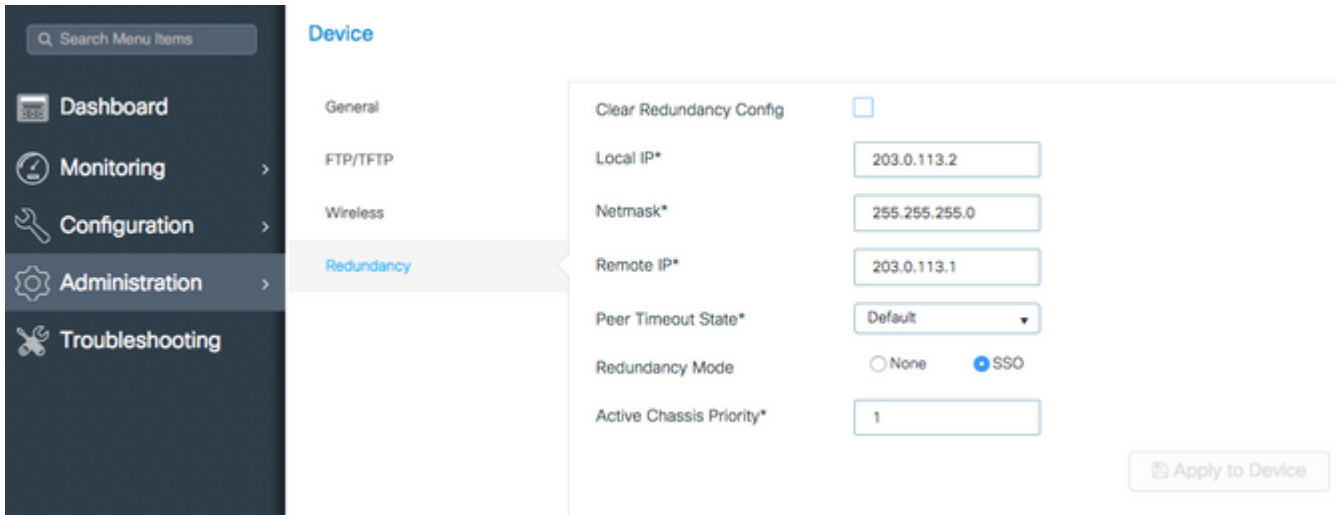 Search Menu Items
Dashboard
Monitoring
Configuration
Administration
Troubleshooting
Device
General
FTP/TFTP
Wireless
Redundancy
Clear Redundancy Config
Local IP* 203.0.113.2
Netmask* 255.255.255.0
Remote IP* 203.0.113.1
Peer Timeout State* Default
Redundancy Mode None SSO
Active Chassis Priority* 1
Apply to Device